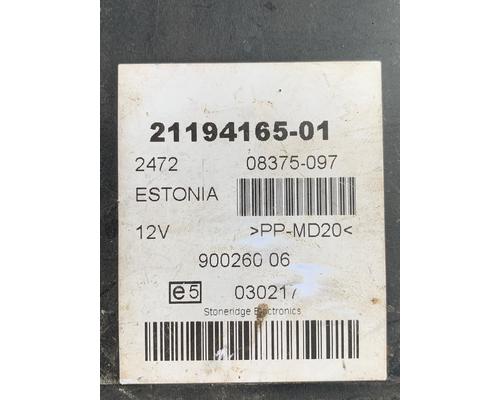 21194165-01
2472 08375-097
ESTONIA
12V >PP-MD20<
900260 06
e5 030217
Stoneridge Electronics